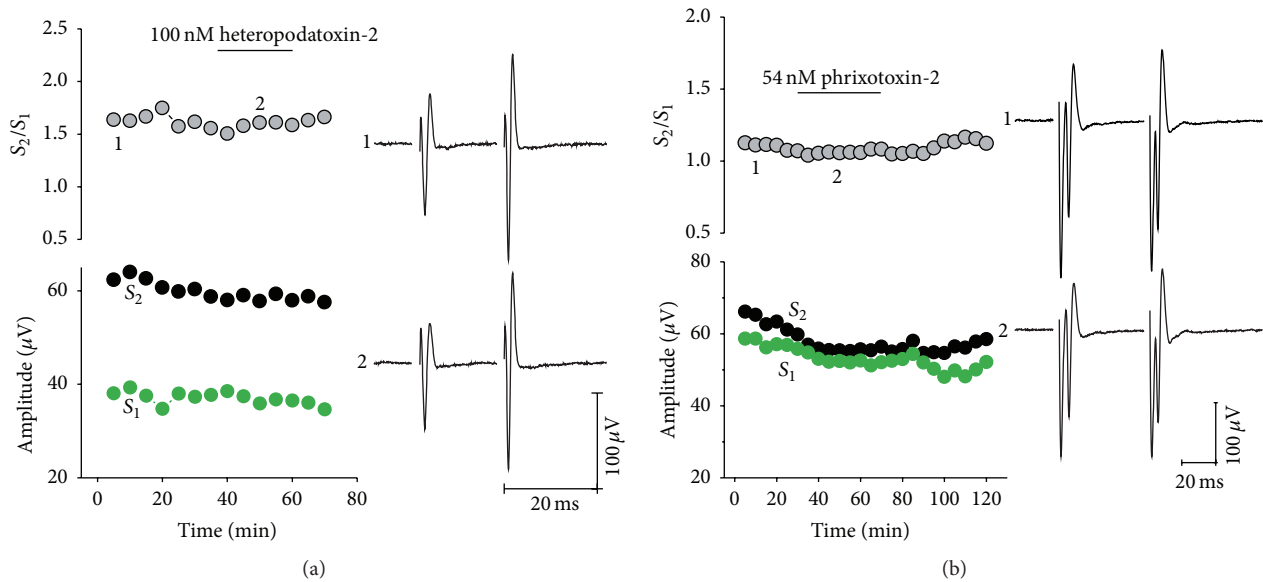 2.5
2.0
1.5
1.0
0.5
S2/S1
100 nM heteropodatoxin-2
1
2
60
40
20
Amplitude (µV)
S2
S1
0 20 40 60 80
Time (min)
1
2
100 µV
20 ms
(a)
2.0
1.5
1.0
0.5
S2/S1
54 nM phrixotoxin-2
1
2
80
60
40
20
Amplitude (µV)
S2
S1
0 20 40 60 80 100 120
Time (min)
1
2
100 µV
20 ms
(b)